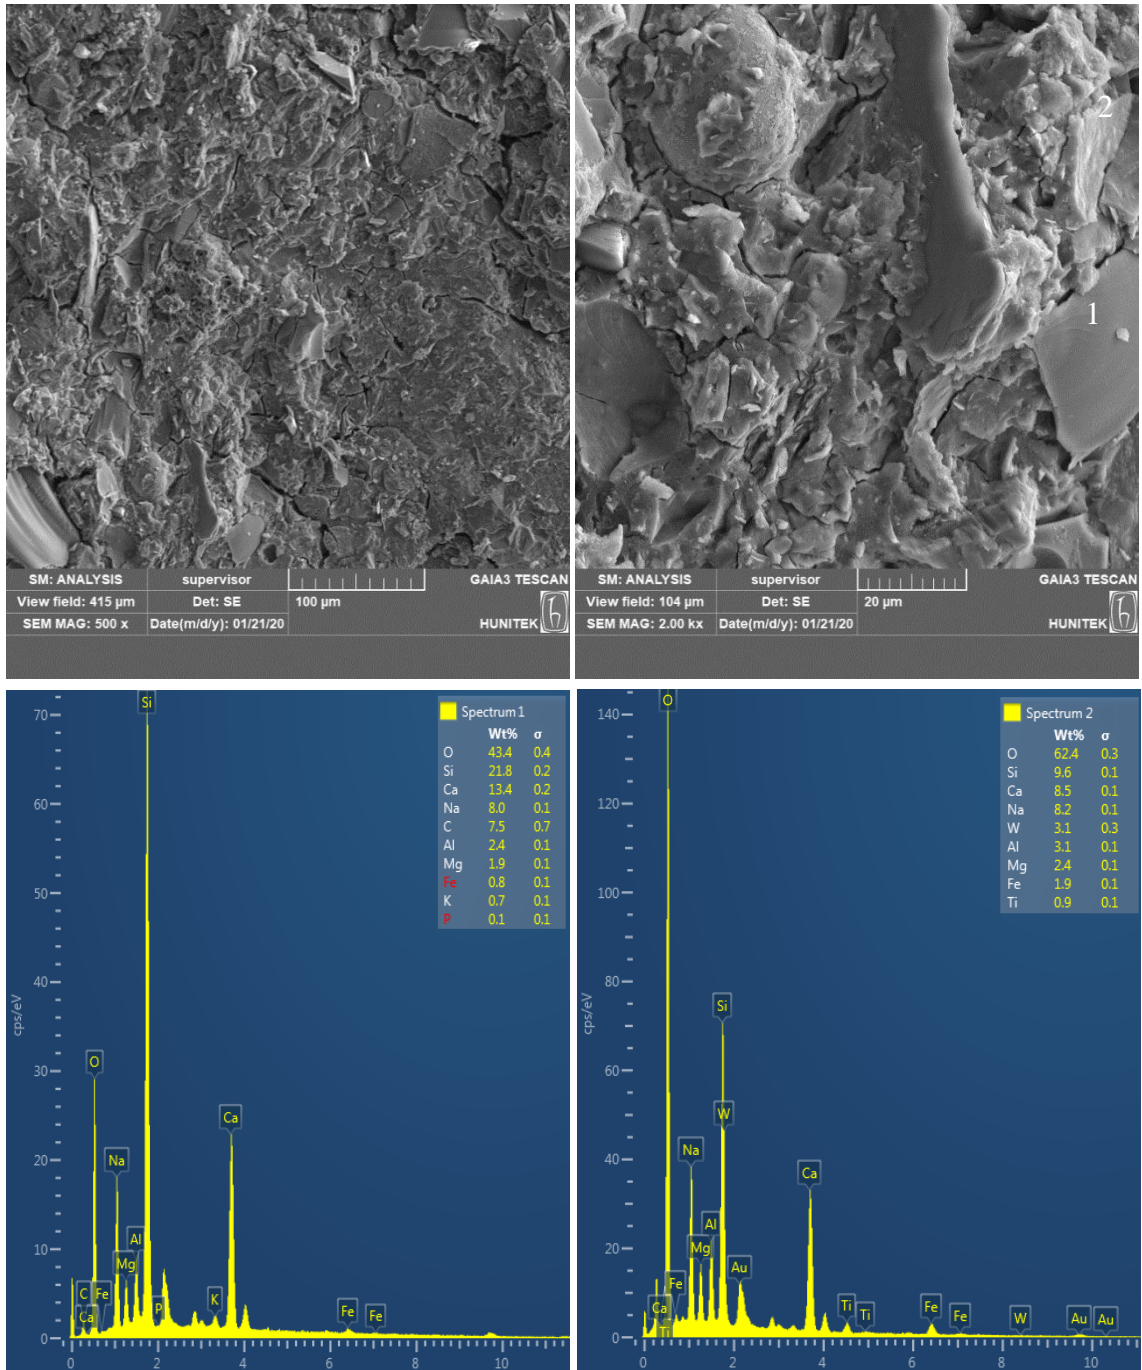 2
1
SM: ANALYSIS supervisor GAIA3 TESCAN
View field: 415 µm Det: SE 100 µm
SEM MAG: 500 x Date(m/d/y): 01/21/20 HUNITEK
SM: ANALYSIS supervisor GAIA3 TESCAN
View field: 104 µm Det: SE 20 µm
SEM MAG: 2.00 kx Date(m/d/y): 01/21/20 HUNITEK
Spectrum 1
Wt% σ
O 43.4 0.4
Si 21.8 0.2
Ca 13.4 0.2
Na 8.0 0.1
C 7.5 0.7
Al 2.4 0.1
Mg 1.9 0.1
Fe 0.8 0.1
K 0.7 0.1
P 0.1 0.1
cps/eV
70
60
50
40
30
20
10
0
Si
O
Ca
Na
Al
Mg
C
Fe
Ca
P
K
Fe
Fe
0 2 4 6 8 10
Spectrum 2
Wt% σ
O 62.4 0.3
Si 9.6 0.1
Ca 8.5 0.1
Na 8.2 0.1
W 3.1 0.3
Al 3.1 0.1
Mg 2.4 0.1
Fe 1.9 0.1
Ti 0.9 0.1
cps/eV
140
120
100
80
60
40
20
0
O
Si
W
Na
Ca
Al
Mg
Au
Fe
Ca
Ti
Ti
Ti
Fe
Fe
W
Au
Au
0 2 4 6 8 10